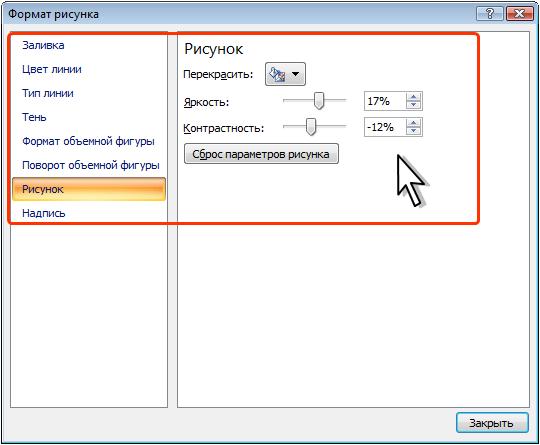 Формат рисунка
Заливка
Цвет линии
Тип линии
Тень
Формат объемной фигуры
Поворот объемной фигуры
Рисунок
Надпись
Рисунок
Перекрасить:
Яркость: 17%
Контрастность: -12%
Сброс параметров рисунка
Закрыть